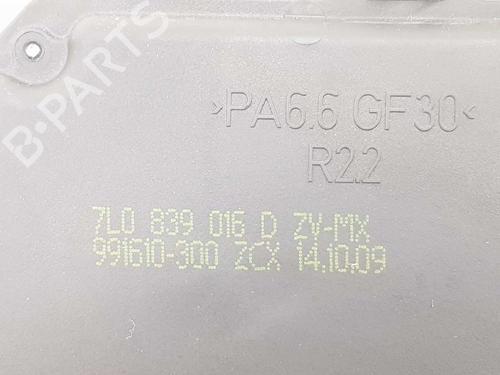 B-PARTS
>PA6.6 GF30<
R2.2
7L0 839 016 D ZV-MX
991610-300 ZCX 14.10.09